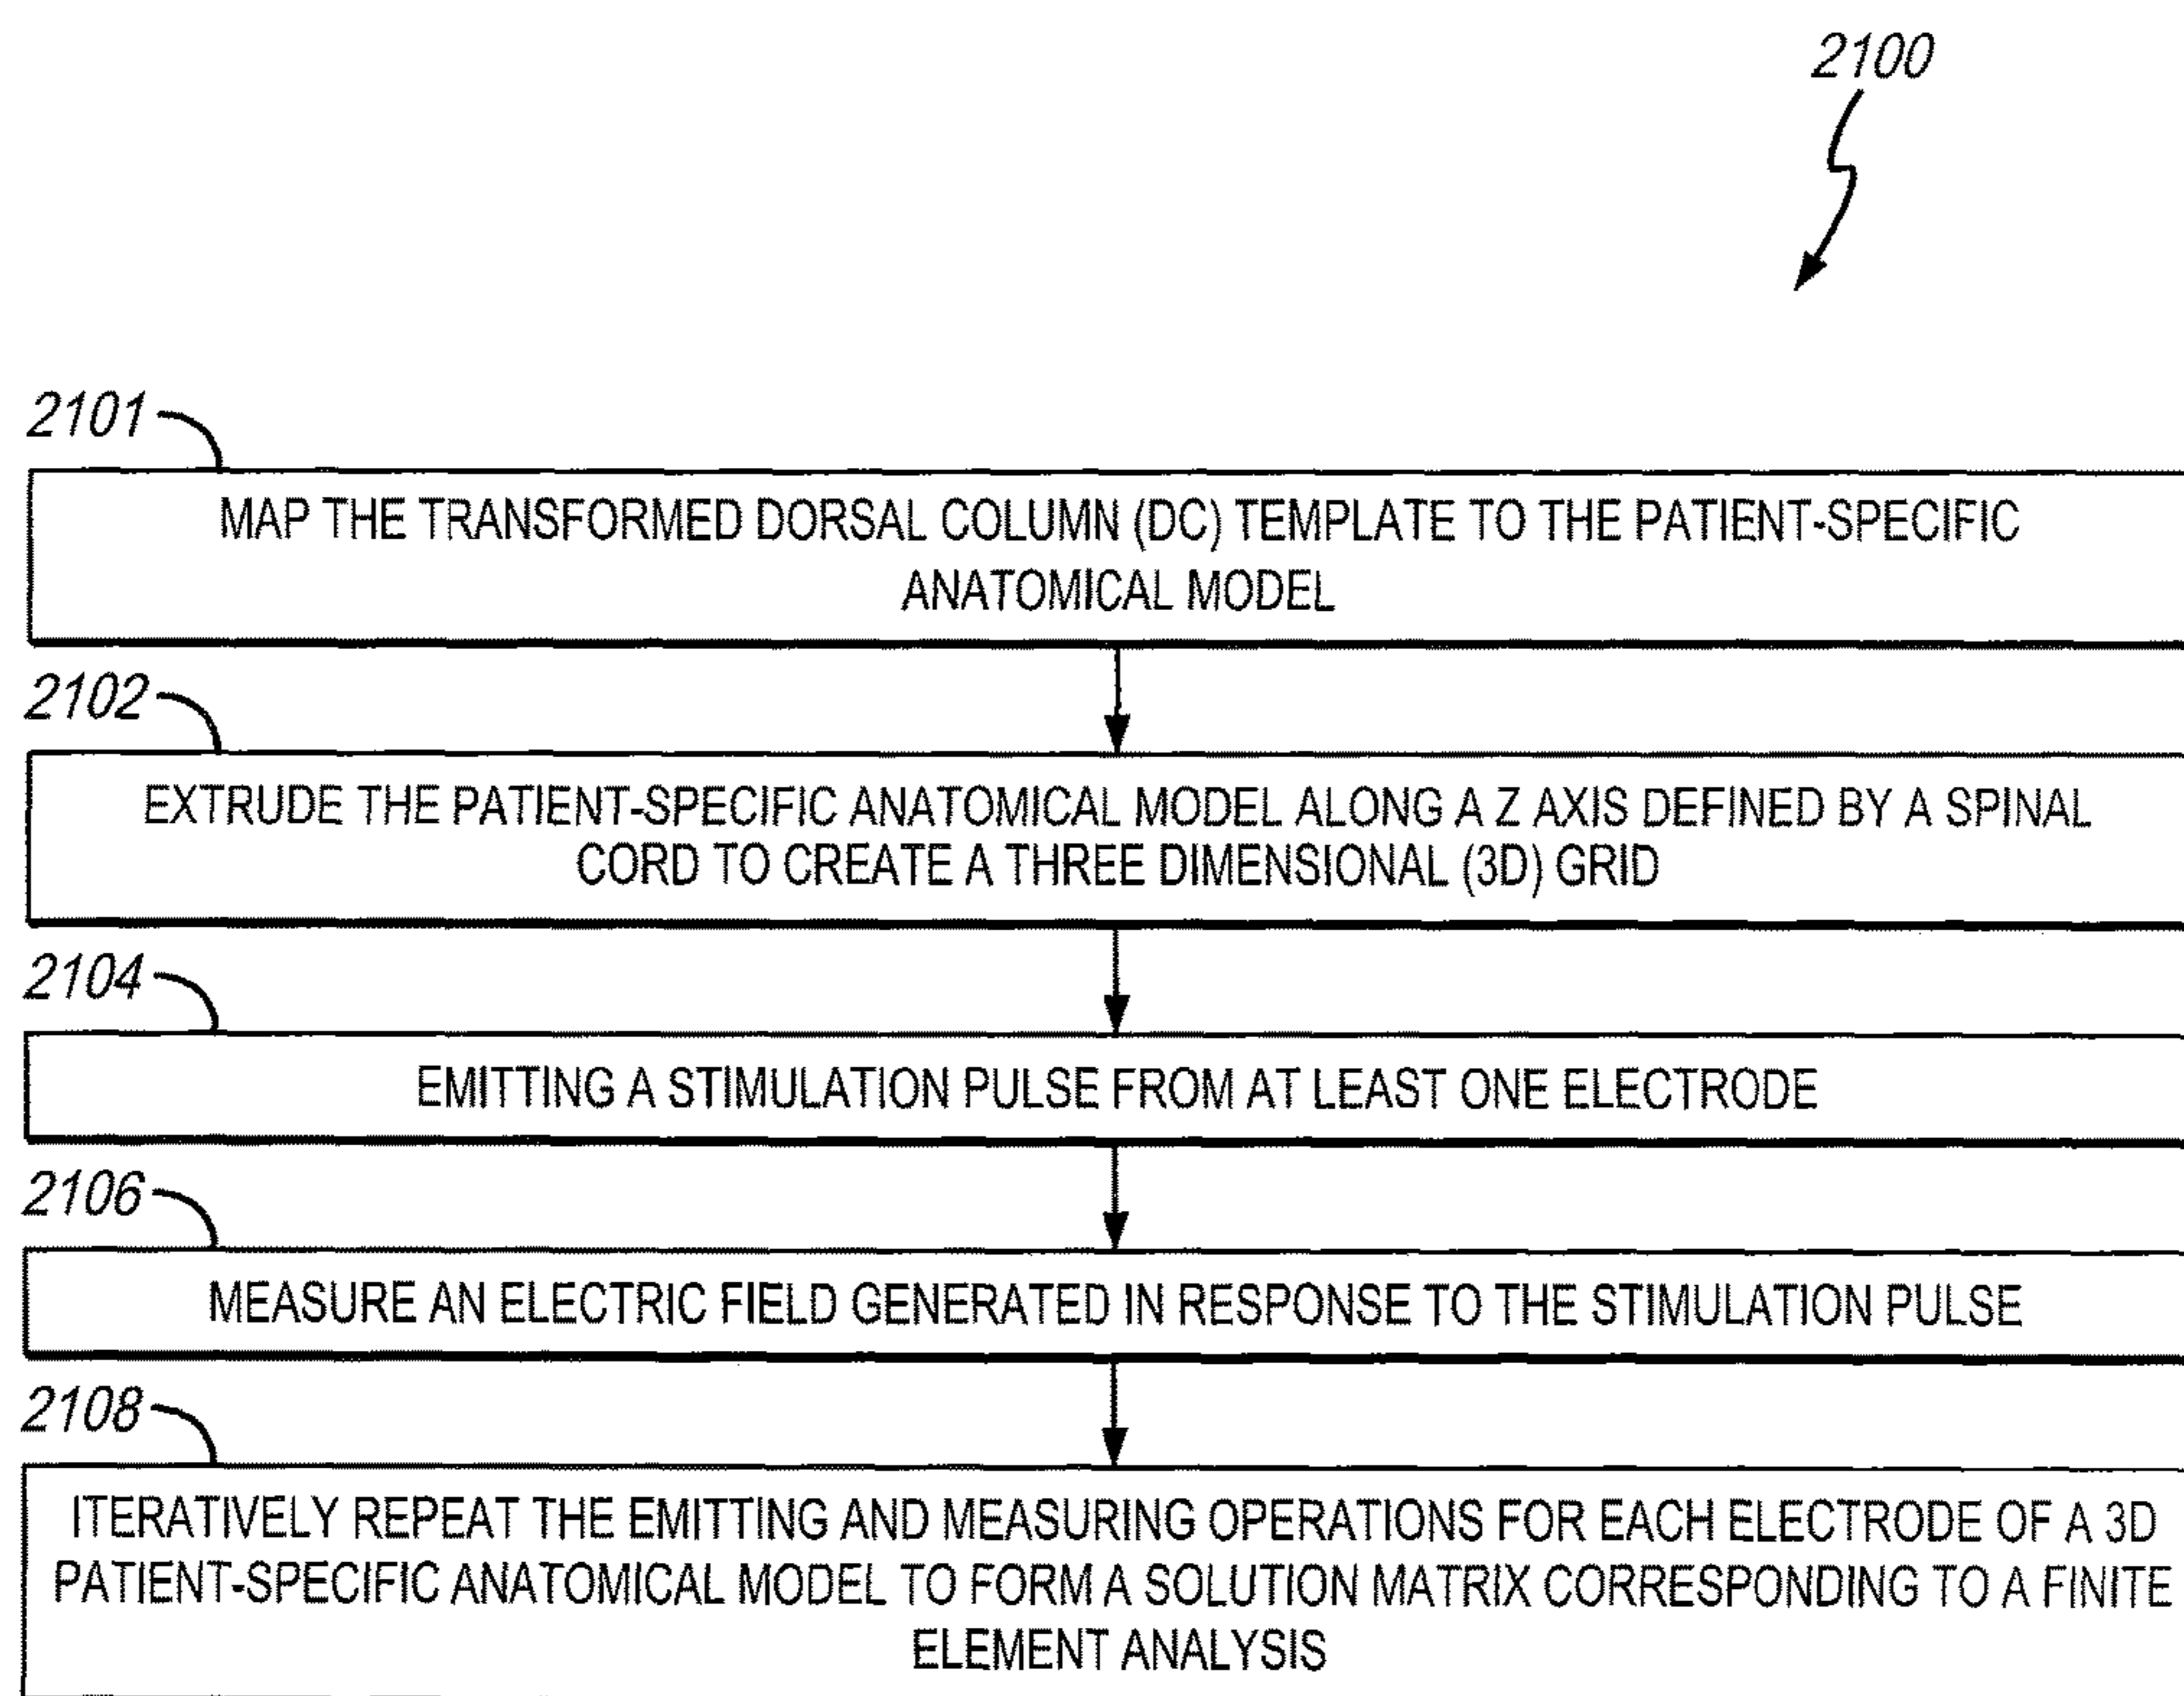 2100
2101
MAP THE TRANSFORMED DORSAL COLUMN (DC) TEMPLATE TO THE PATIENT-SPECIFIC
ANATOMICAL MODEL
2102
EXTRUDE THE PATIENT-SPECIFIC ANATOMICAL MODEL ALONG A Z AXIS DEFINED BY A SPINAL
CORD TO CREATE A THREE DIMENSIONAL (3D) GRID
2104
EMITTING A STIMULATION PULSE FROM AT LEAST ONE ELECTRODE
2106
MEASURE AN ELECTRIC FIELD GENERATED IN RESPONSE TO THE STIMULATION PULSE
2108
ITERATIVELY REPEAT THE EMITTING AND MEASURING OPERATIONS FOR EACH ELECTRODE OF A 3D
PATIENT-SPECIFIC ANATOMICAL MODEL TO FORM A SOLUTION MATRIX CORRESPONDING TO A FINITE
ELEMENT ANALYSIS